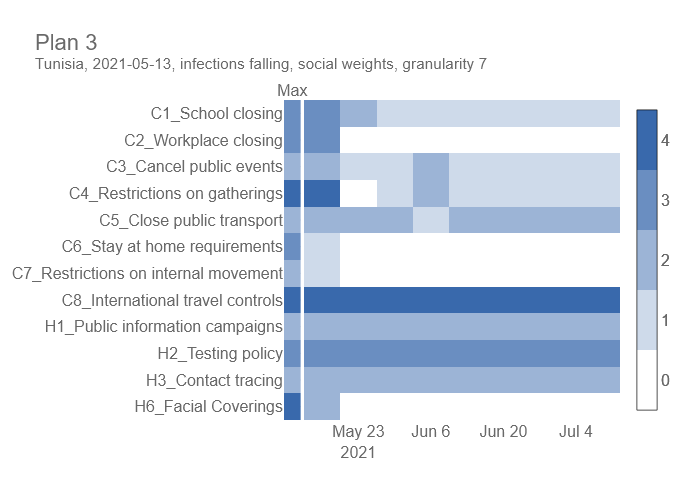 Plan 3
Tunisia, 2021-05-13, infections falling, social weights, granularity 7
Max
C1_School closing
C2_Workplace closing
C3_Cancel public events
C4_Restrictions on gatherings
C5_Close public transport
C6_Stay at home requirements
C7_Restrictions on internal movement
C8_International travel controls
H1_Public information campaigns
H2_Testing policy
H3_Contact tracing
H6_Facial Coverings
May 23 Jun 6 Jun 20 Jul 4
2021
4
3
2
1
0